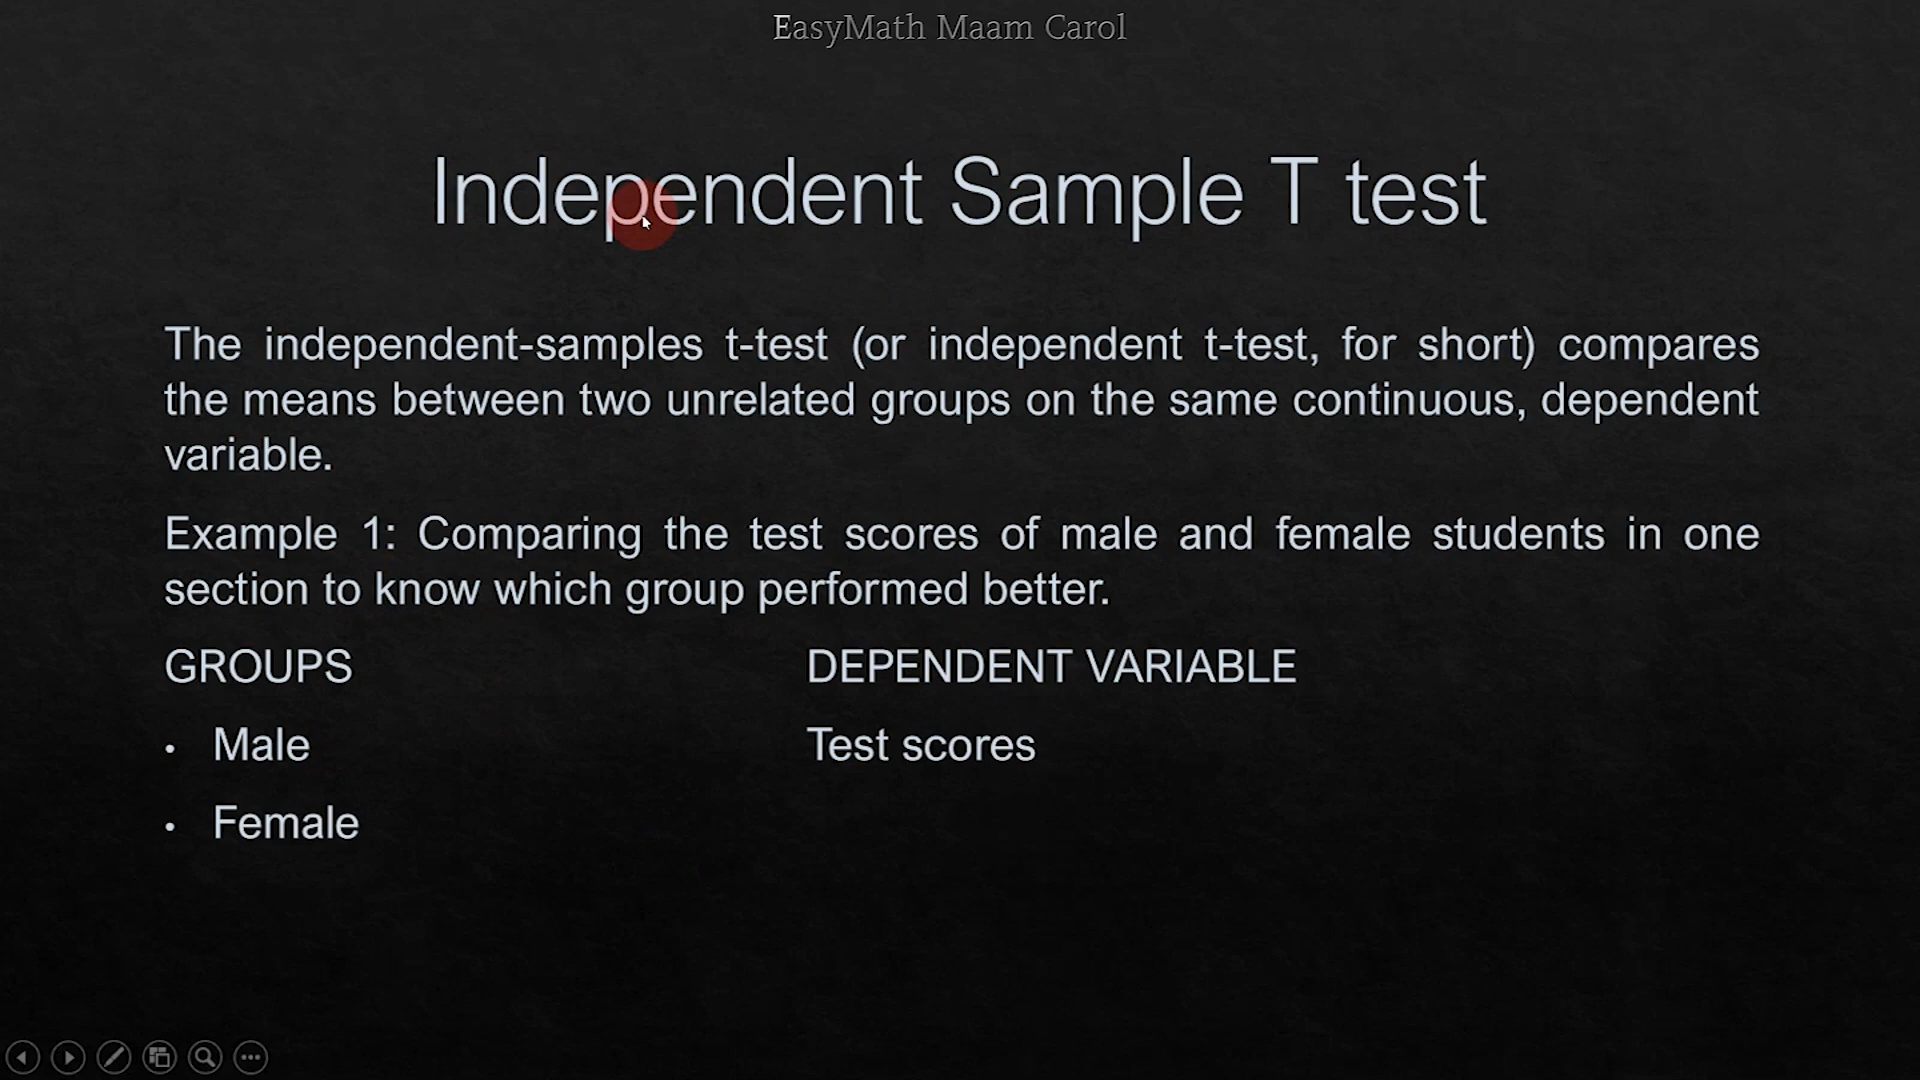 EasyMath Maam Carol
Independent Sample T test
The independent-samples t-test (or independent t-test, for short) compares
the means between two unrelated groups on the same continuous, dependent
variable.
Example 1: Comparing the test scores of male and female students in one
section to know which group performed better.
GROUPS DEPENDENT VARIABLE
• Male Test scores
• Female